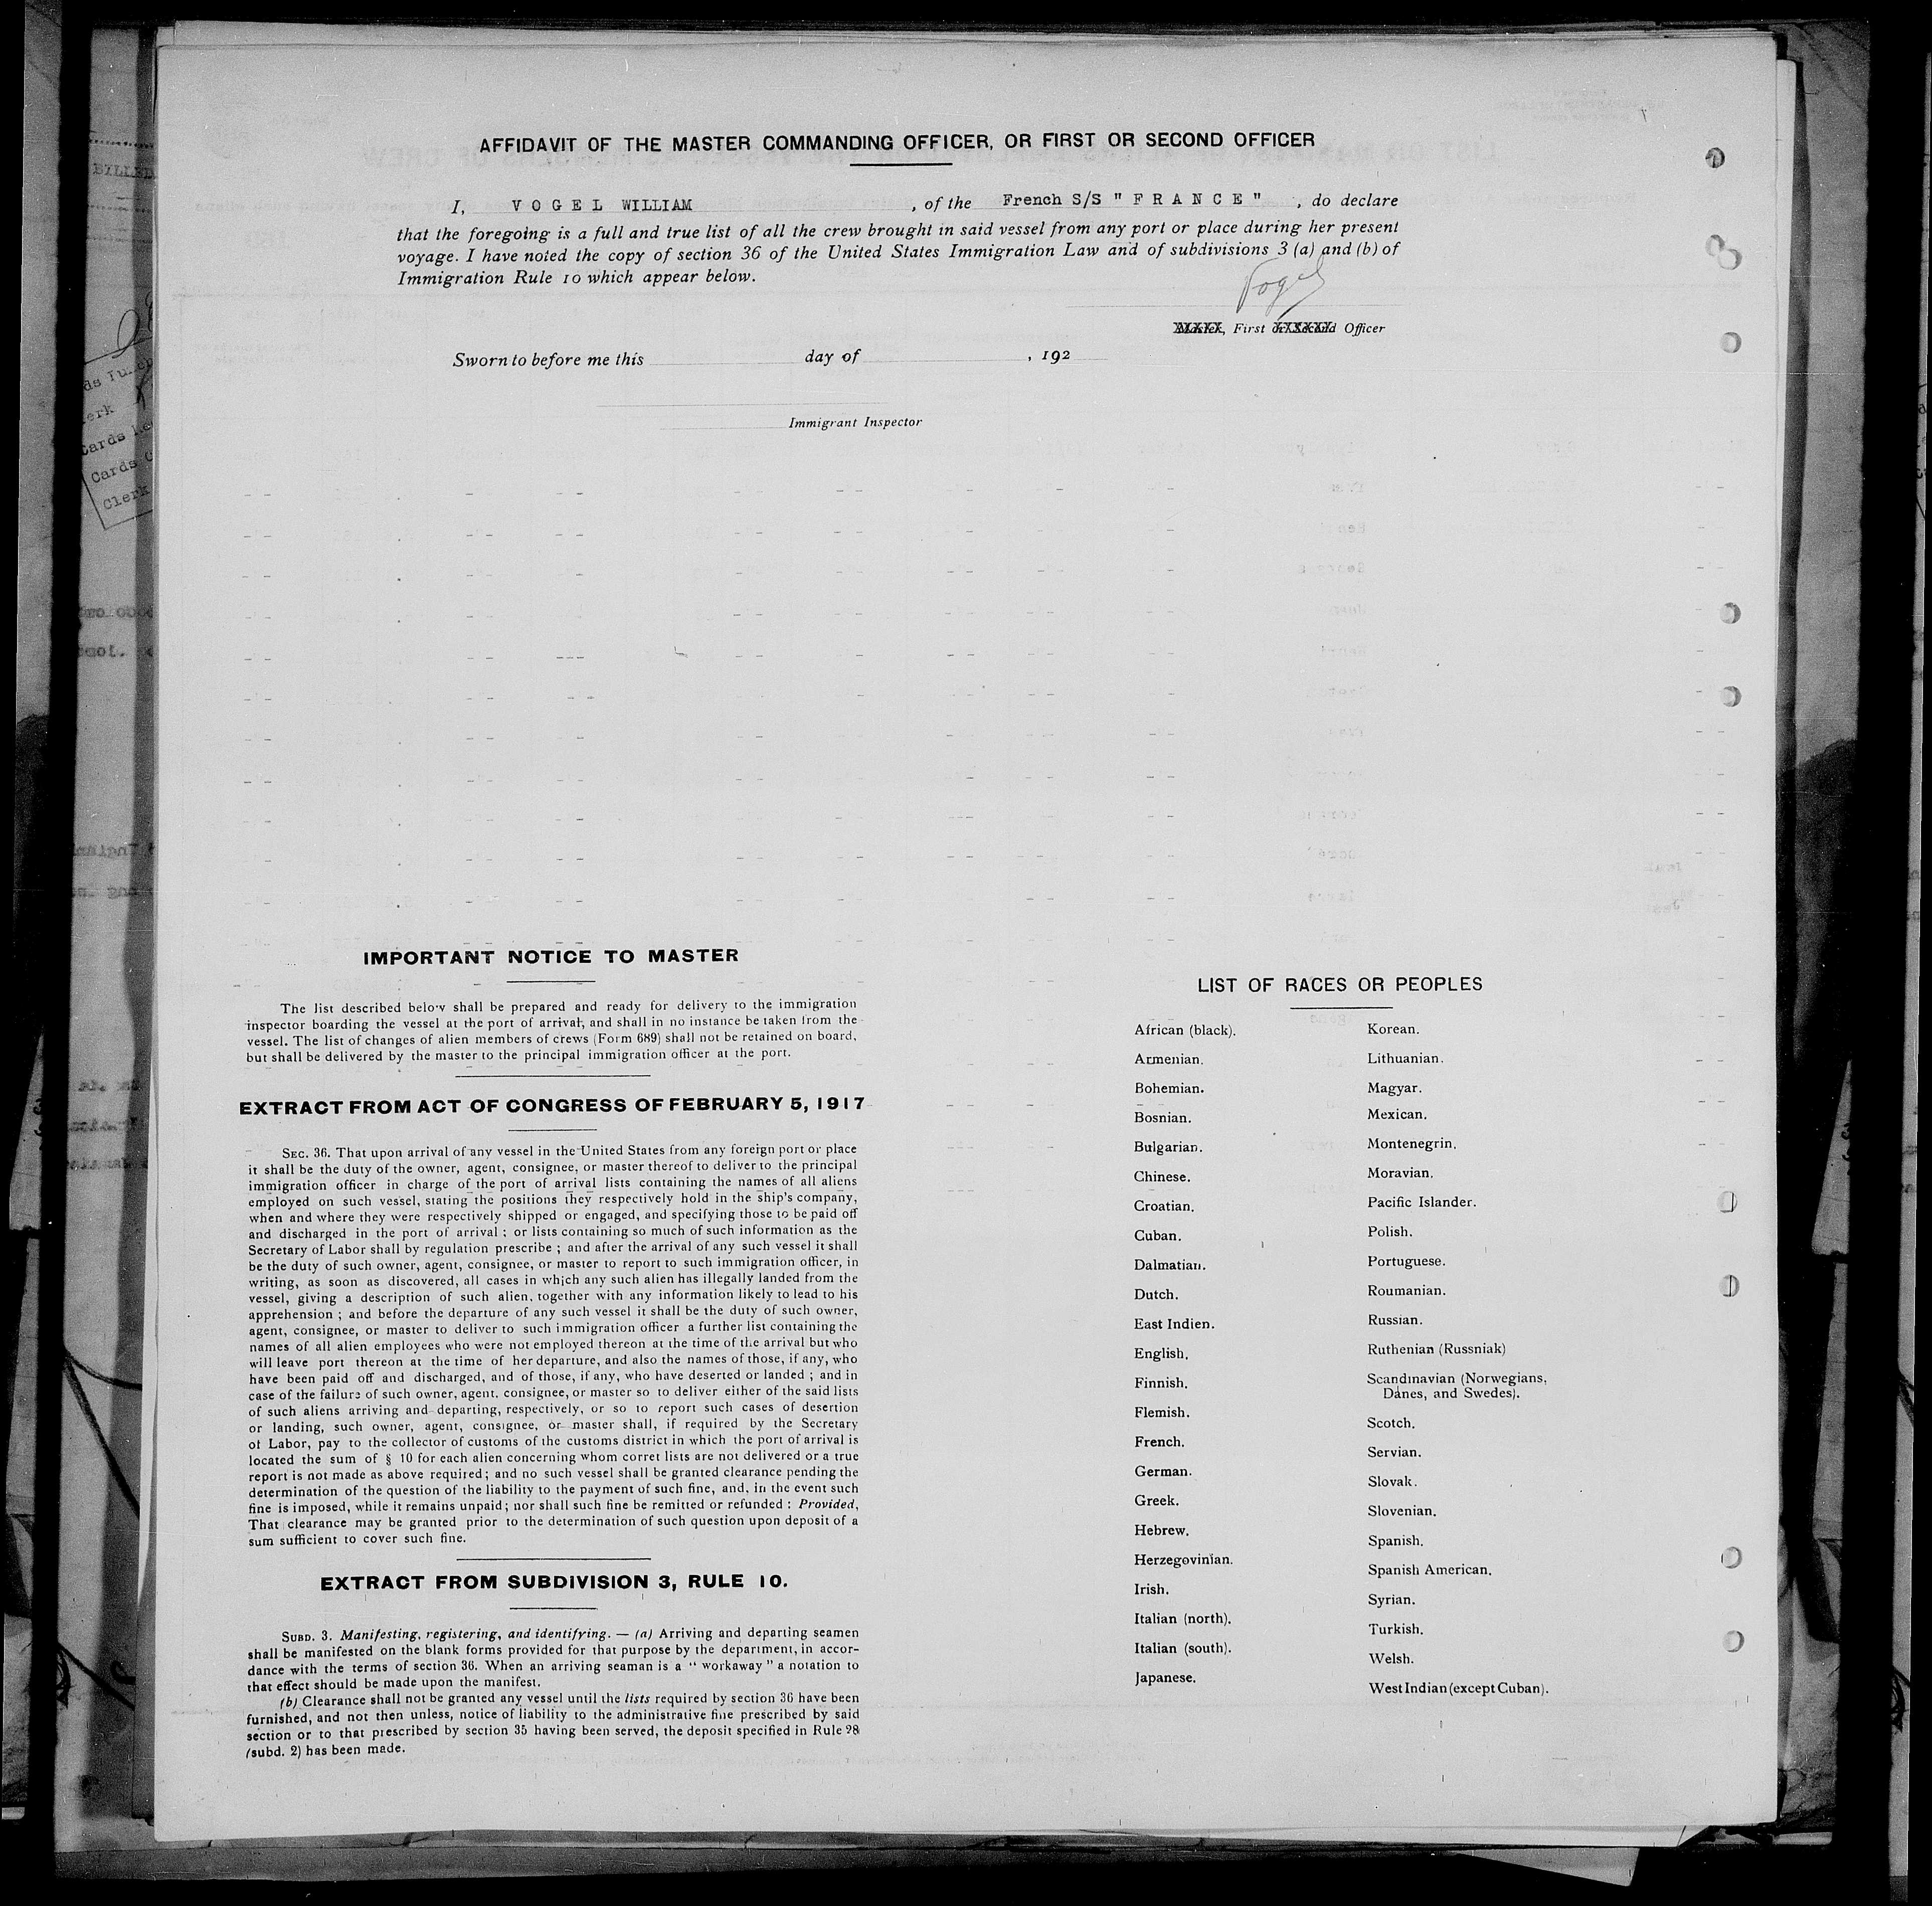 AFFIDAVIT OF THE MASTER COMMANDING OFFICER, OR FIRST OR SECOND OFFICER
I, VOGEL WILLIAM , of the French S/S "FRANCE" , do declare
that the foregoing is a full and true list of all the crew brought in said vessel from any port or place during her present
voyage. I have noted the copy of section 36 of the United States Immigration Law and of subdivisions 3 (a) and (b) of
Immigration Rule 10 which appear below.
Vogel
Master, First or Second Officer
Sworn to before me this day of , 192
Immigrant Inspector
IMPORTANT NOTICE TO MASTER
The list described below shall be prepared and ready for delivery to the immigration
inspector boarding the vessel at the port of arrival, and shall in no instance be taken from the
vessel. The list of changes of alien members of crews (Form 689) shall not be retained on board,
but shall be delivered by the master to the principal immigration officer at the port.
EXTRACT FROM ACT OF CONGRESS OF FEBRUARY 5, 1917
SEC. 36. That upon arrival of any vessel in the United States from any foreign port or place
it shall be the duty of the owner, agent, consignee, or master thereof to deliver to the principal
immigration officer in charge of the port of arrival lists containing the names of all aliens
employed on such vessel, stating the positions they respectively hold in the ship's company,
when and where they were respectively shipped or engaged, and specifying those to be paid off
and discharged in the port of arrival ; or lists containing so much of such information as the
Secretary of Labor shall by regulation prescribe ; and after the arrival of any such vessel it shall
be the duty of such owner, agent, consignee, or master to report to such immigration officer, in
writing, as soon as discovered, all cases in which any such alien has illegally landed from the
vessel, giving a description of such alien, together with any information likely to lead to his
apprehension ; and before the departure of any such vessel it shall be the duty of such owner,
agent, consignee, or master to deliver to such immigration officer a further list containing the
names of all alien employees who were not employed thereon at the time of the arrival but who
will leave port thereon at the time of her departure, and also the names of those, if any, who
have been paid off and discharged, and of those, if any, who have deserted or landed ; and in
case of the failure of such owner, agent, consignee, or master so to deliver either of the said lists
of such aliens arriving and departing, respectively, or so to report such cases of desertion
or landing, such owner, agent, consignee, or master shall, if required by the Secretary
of Labor, pay to the collector of customs of the customs district in which the port of arrival is
located the sum of § 10 for each alien concerning whom corret lists are not delivered or a true
report is not made as above required ; and no such vessel shall be granted clearance pending the
determination of the question of the liability to the payment of such fine, and, in the event such
fine is imposed, while it remains unpaid ; nor shall such fine be remitted or refunded : Provided,
That clearance may be granted prior to the determination of such question upon deposit of a
sum sufficient to cover such fine.
EXTRACT FROM SUBDIVISION 3, RULE 10.
SUBD. 3. Manifesting, registering, and identifying. — (a) Arriving and departing seamen
shall be manifested on the blank forms provided for that purpose by the department, in accor-
dance with the terms of section 36. When an arriving seaman is a " workaway " a notation to
that effect should be made upon the manifest.
(b) Clearance shall not be granted any vessel until the lists required by section 36 have been
furnished, and not then unless, notice of liability to the administrative fine prescribed by said
section or to that prescribed by section 35 having been served, the deposit specified in Rule 28
(subd. 2) has been made.
LIST OF RACES OR PEOPLES
African (black).
Armenian.
Bohemian.
Bosnian.
Bulgarian.
Chinese.
Croatian.
Cuban.
Dalmatian.
Dutch.
East Indien.
English.
Finnish.
Flemish.
French.
German.
Greek.
Hebrew.
Herzegovinian.
Irish.
Italian (north).
Italian (south).
Japanese.
Korean.
Lithuanian.
Magyar.
Mexican.
Montenegrin.
Moravian.
Pacific Islander.
Polish.
Portuguese.
Roumanian.
Russian.
Ruthenian (Russniak)
Scandinavian (Norwegians,
Danes, and Swedes).
Scotch.
Servian.
Slovak.
Slovenian.
Spanish.
Spanish American.
Syrian.
Turkish.
Welsh.
West Indian (except Cuban).